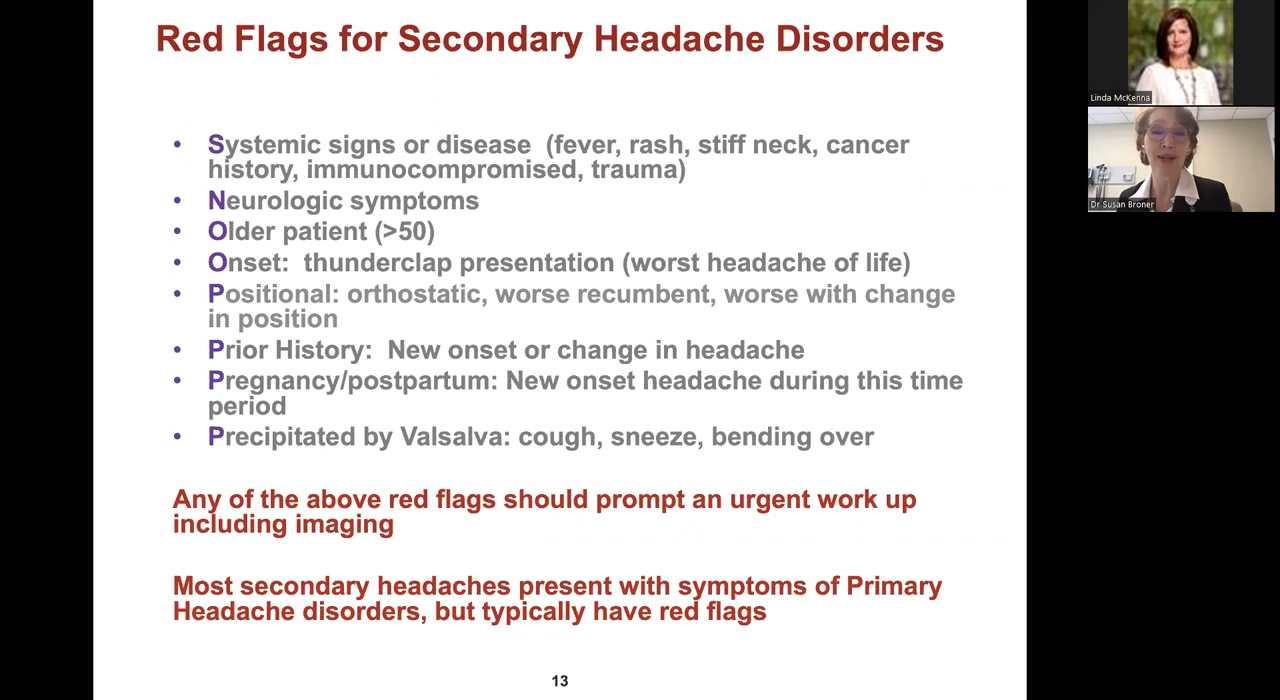 Red Flags for Secondary Headache Disorders
• Systemic signs or disease (fever, rash, stiff neck, cancer
history, immunocompromised, trauma)
• Neurologic symptoms
• Older patient (>50)
• Onset: thunderclap presentation (worst headache of life)
• Positional: orthostatic, worse recumbent, worse with change
in position
• Prior History: New onset or change in headache
• Pregnancy/postpartum: New onset headache during this time
period
• Precipitated by Valsalva: cough, sneeze, bending over
Any of the above red flags should prompt an urgent work up
including imaging
Most secondary headaches present with symptoms of Primary
Headache disorders, but typically have red flags
13
Linda McKenna
Dr Susan Broner